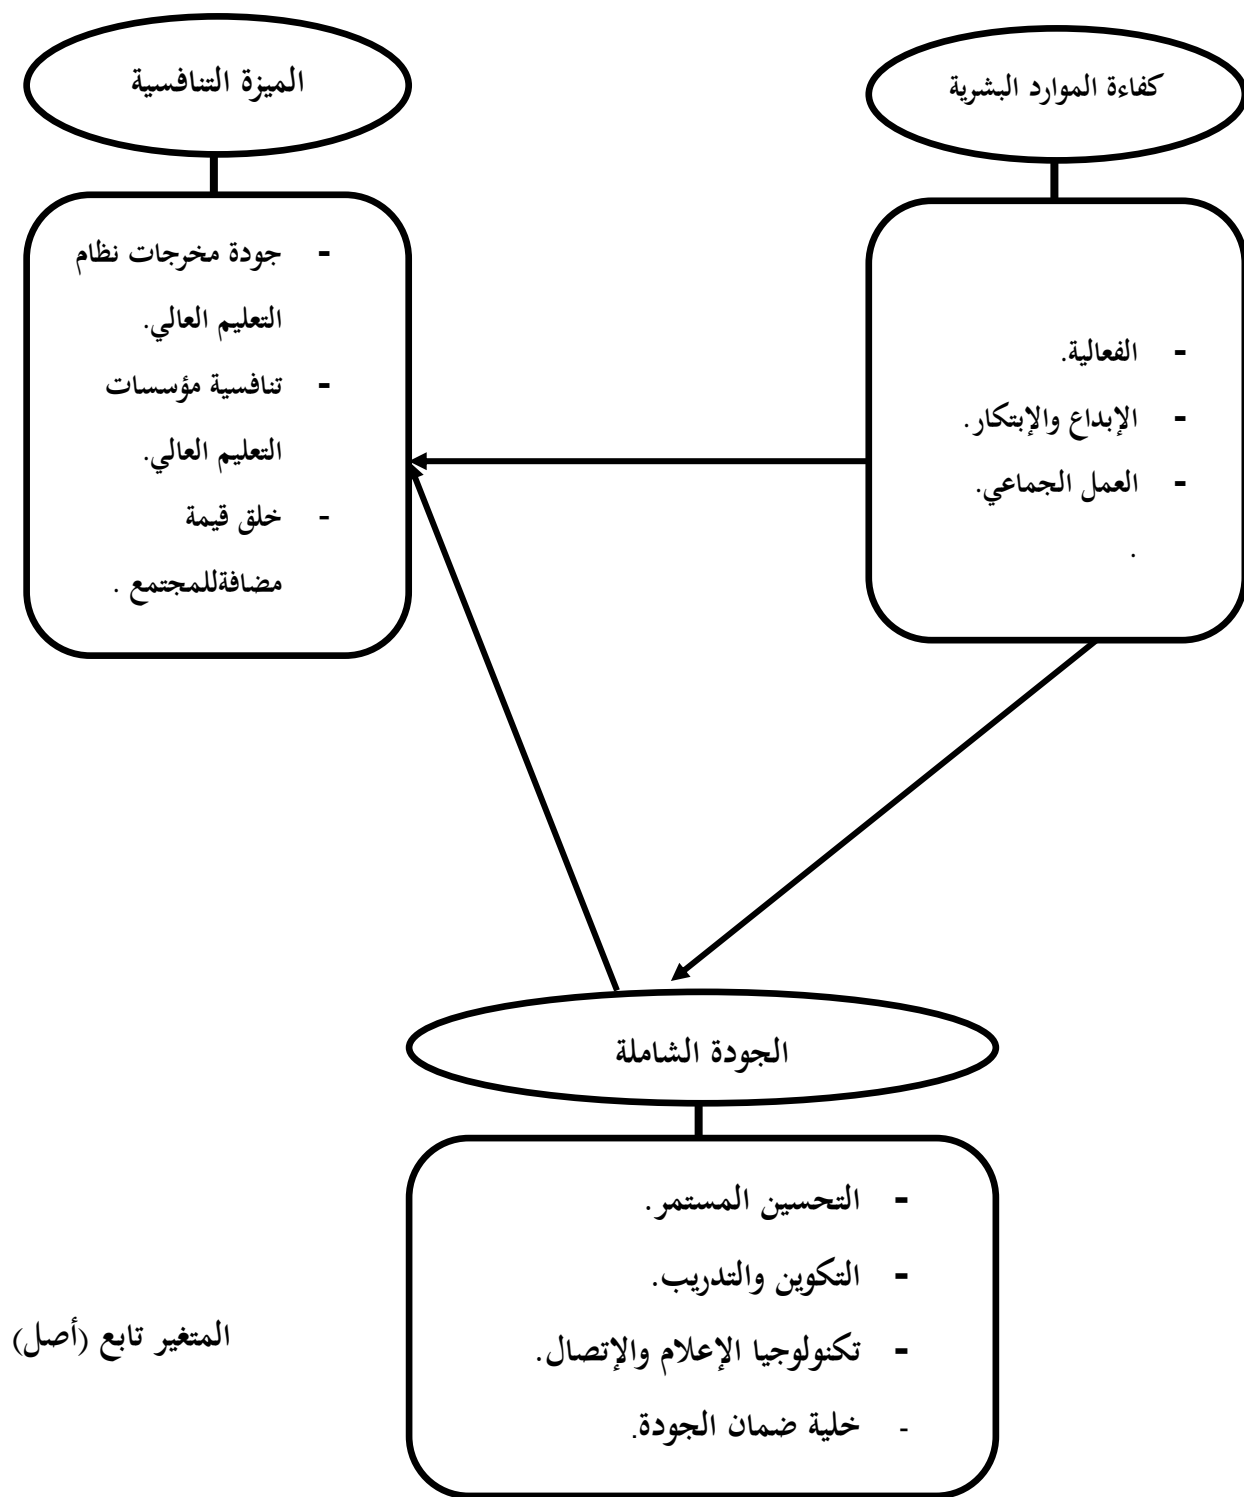 كفاءة الموارد البشرية
- الفعالية.
- الإبداع والإبتكار.
- العمل الجماعي.
.
الميزة التنافسية
- جودة مخرجات نظام
التعليم العالي.
- تنافسية مؤسسات
التعليم العالي.
- خلق قيمة
مضافةللمجتمع .
الجودة الشاملة
- التحسين المستمر.
- التكوين والتدريب.
- تكنولوجيا الإعلام والإتصال.
- خلية ضمان الجودة.
المتغير تابع (أصل)